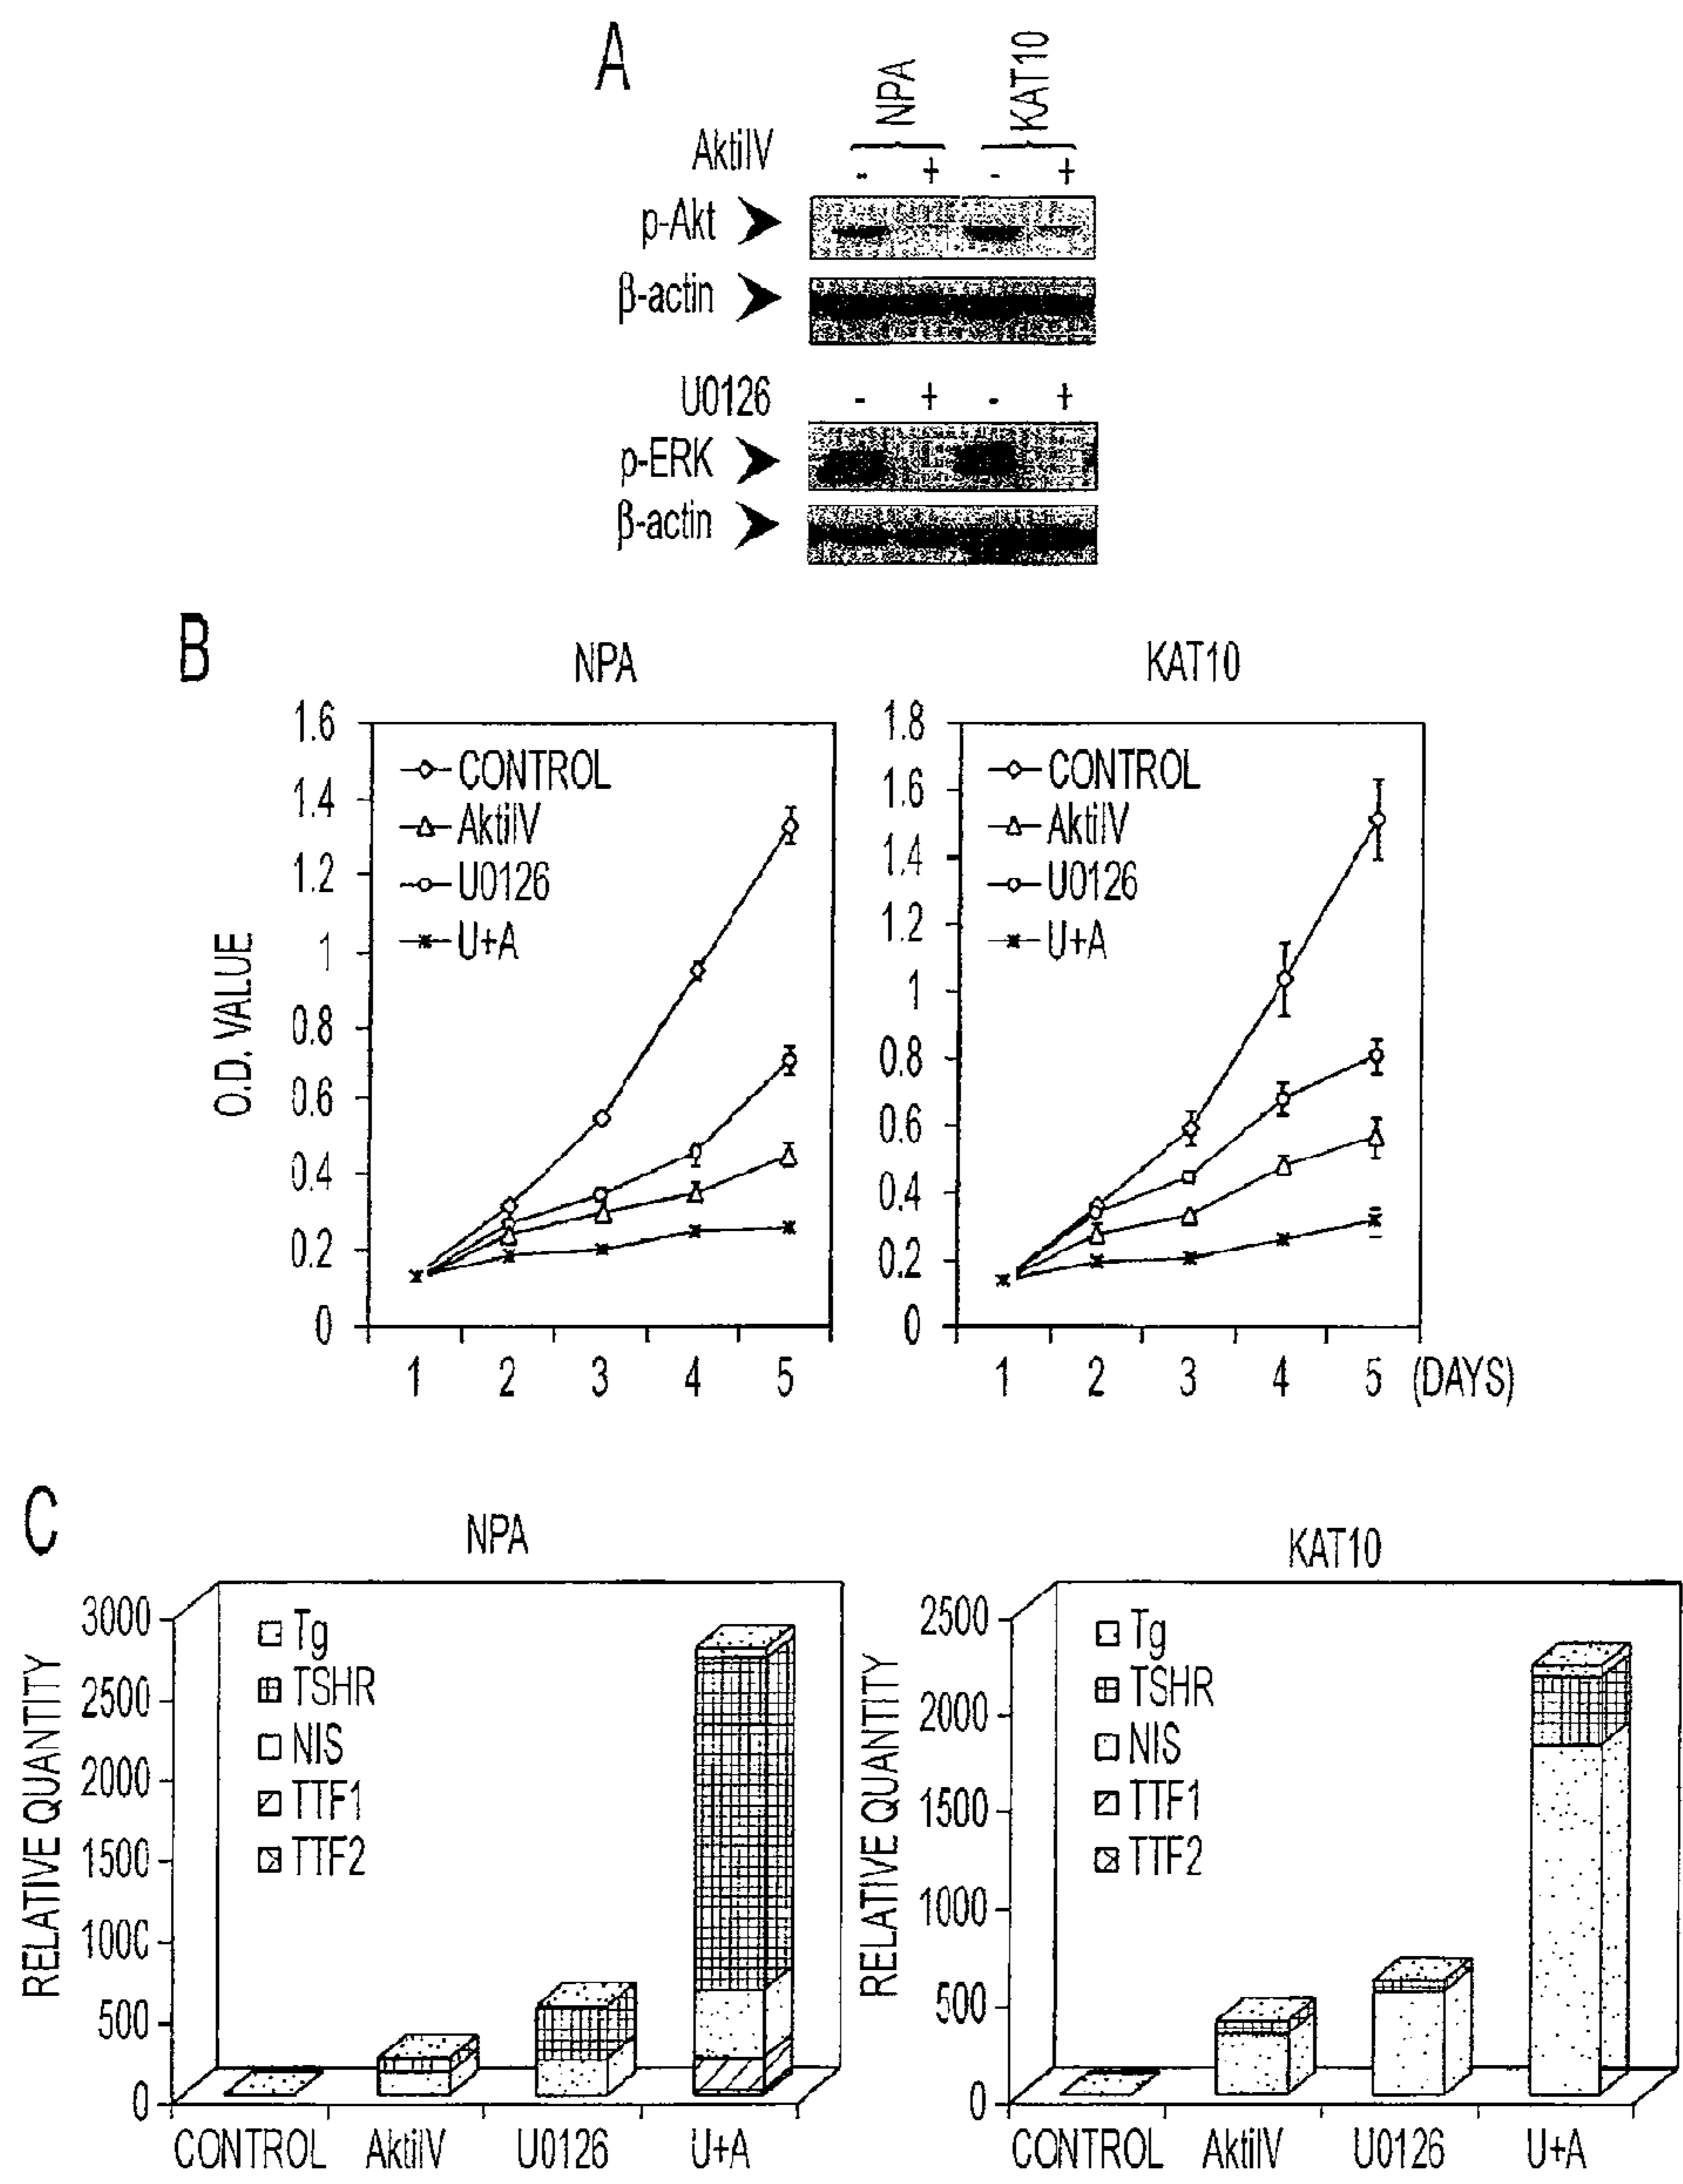 A
NPA
KAT10
AktiIV
- + - +
p-Akt
β-actin
U0126
- + - +
p-ERK
β-actin
B
NPA
KAT10
O.D. VALUE
1.6
1.4
1.2
1
0.8
0.6
0.4
0.2
0
CONTROL
AktiIV
U0126
U+A
1 2 3 4 5
1.8
1.6
1.4
1.2
1
0.8
0.6
0.4
0.2
0
CONTROL
AktiIV
U0126
U+A
1 2 3 4 5 (DAYS)
C
NPA
KAT10
RELATIVE QUANTITY
3000
2500
2000
1500
1000
500
0
Tg
TSHR
NIS
TTF1
TTF2
CONTROL AktiIV U0126 U+A
RELATIVE QUANTITY
2500
2000
1500
1000
500
0
Tg
TSHR
NIS
TTF1
TTF2
CONTROL AktiIV U0126 U+A